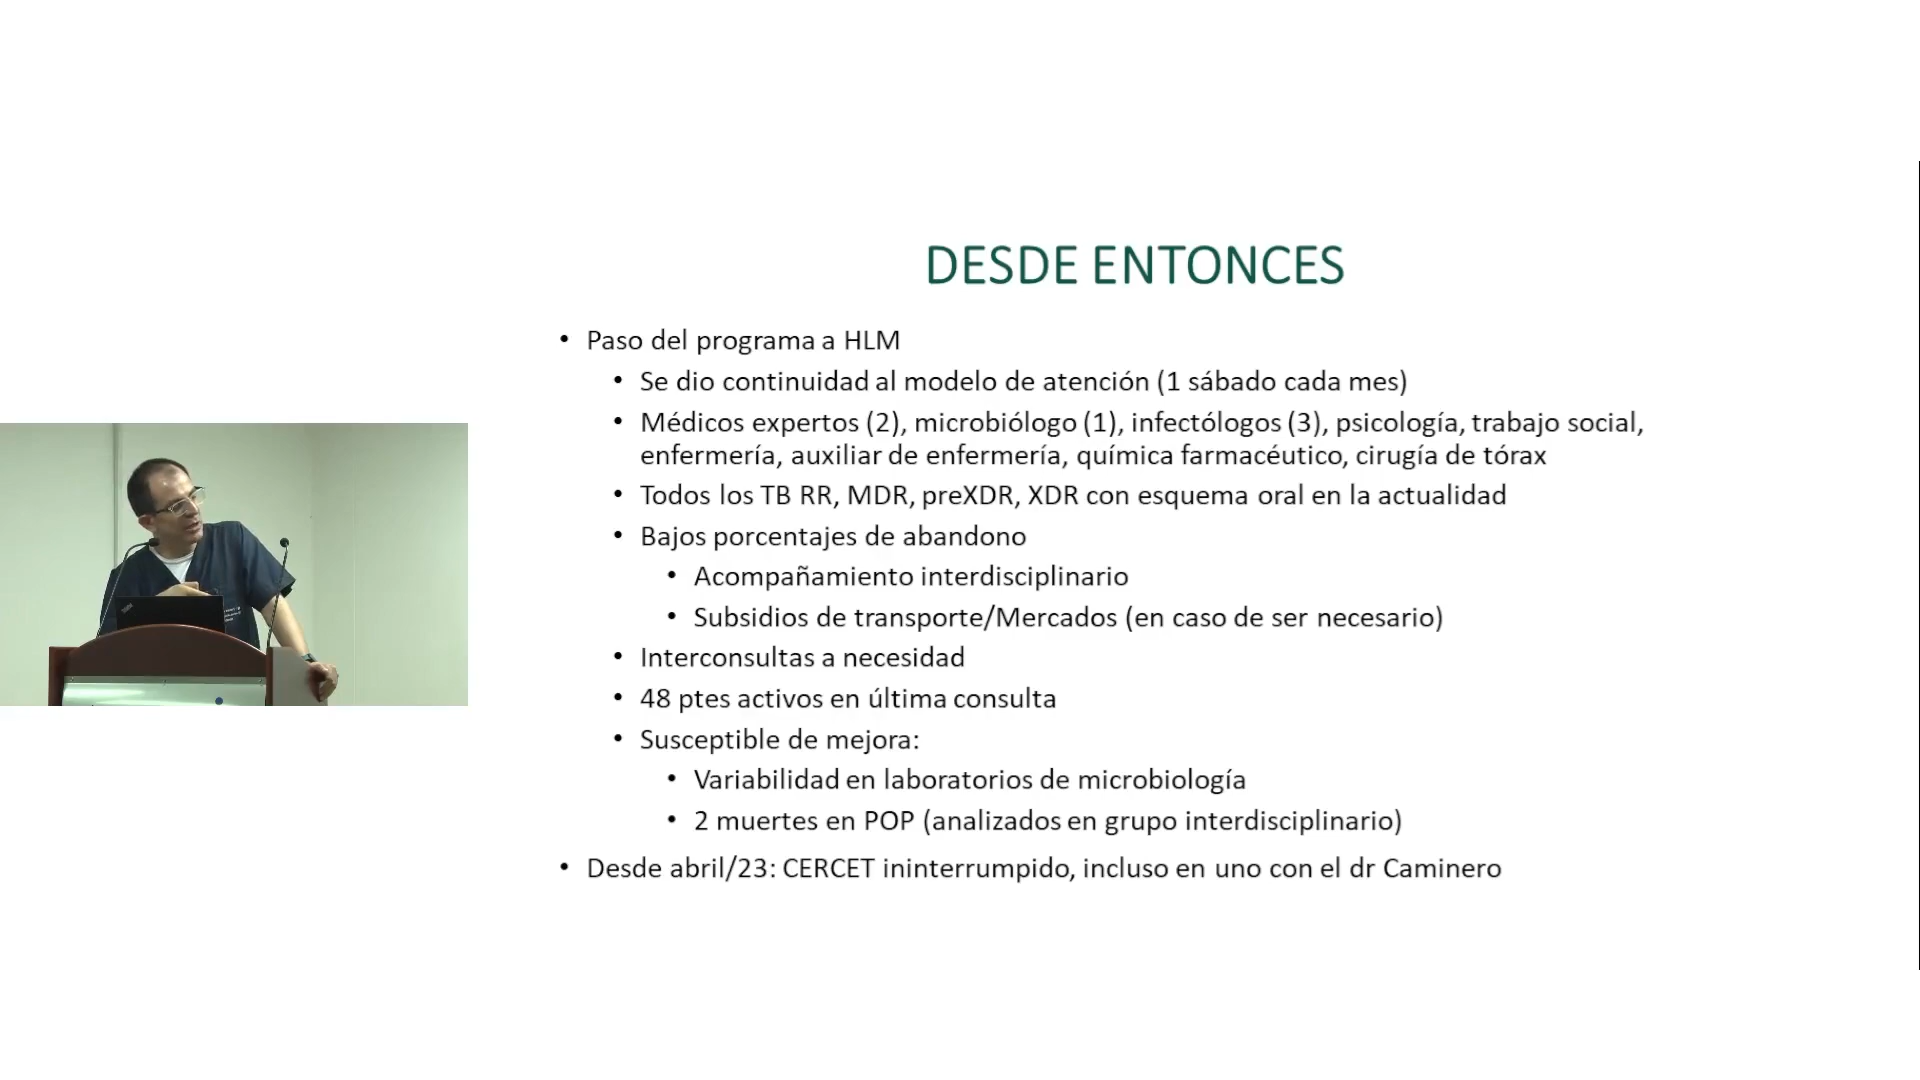 DESDE ENTONCES
• Paso del programa a HLM
• Se dio continuidad al modelo de atención (1 sábado cada mes)
• Médicos expertos (2), microbiólogo (1), infectólogos (3), psicología, trabajo social,
enfermería, auxiliar de enfermería, química farmacéutico, cirugía de tórax
• Todos los TB RR, MDR, preXDR, XDR con esquema oral en la actualidad
• Bajos porcentajes de abandono
• Acompañamiento interdisciplinario
• Subsidios de transporte/Mercados (en caso de ser necesario)
• Interconsultas a necesidad
• 48 ptes activos en última consulta
• Susceptible de mejora:
• Variabilidad en laboratorios de microbiología
• 2 muertes en POP (analizados en grupo interdisciplinario)
• Desde abril/23: CERCET ininterrumpido, incluso en uno con el dr Caminero